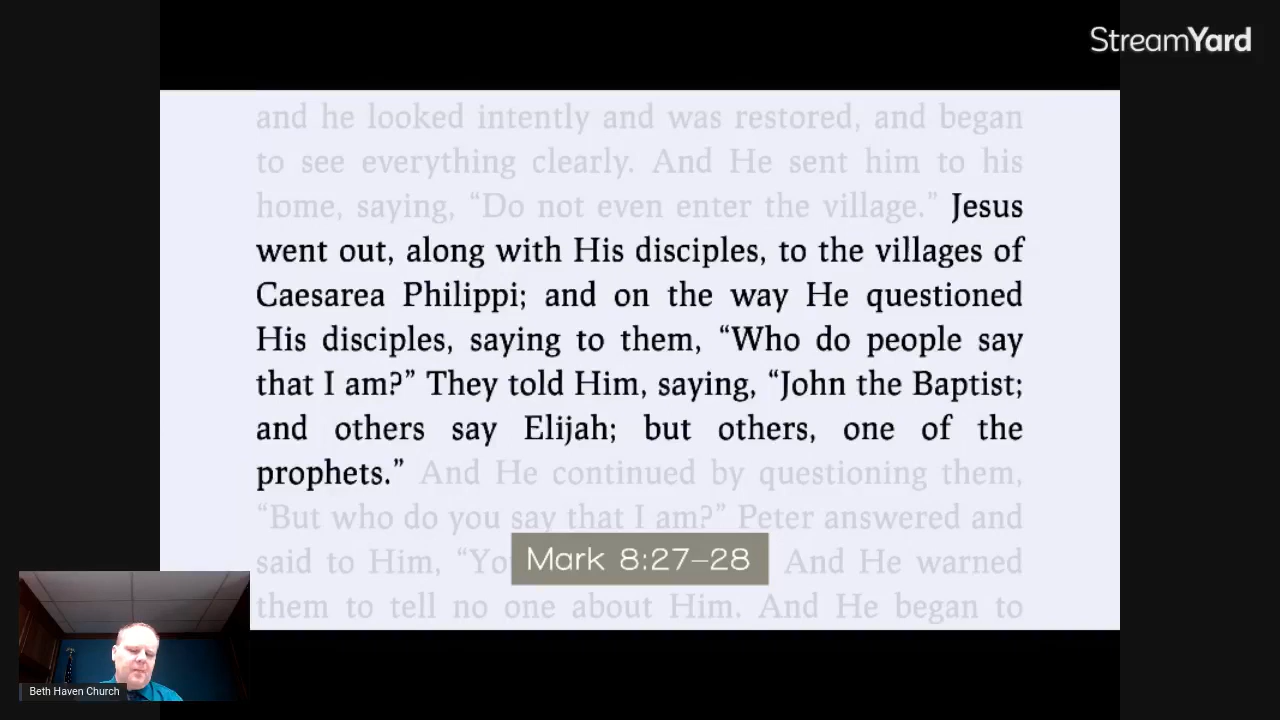 StreamYard
and he looked intently and was restored, and began
to see everything clearly. And He sent him to his
home, saying, “Do not even enter the village.” Jesus
went out, along with His disciples, to the villages of
Caesarea Philippi; and on the way He questioned
His disciples, saying to them, “Who do people say
that I am?” They told Him, saying, “John the Baptist;
and others say Elijah; but others, one of the
prophets.” And He continued by questioning them,
“But who do you say that I am?” Peter answered and
said to Him, And He warned
Mark 8:27–28
them to tell no one about Him. And He began to
Beth Haven Church